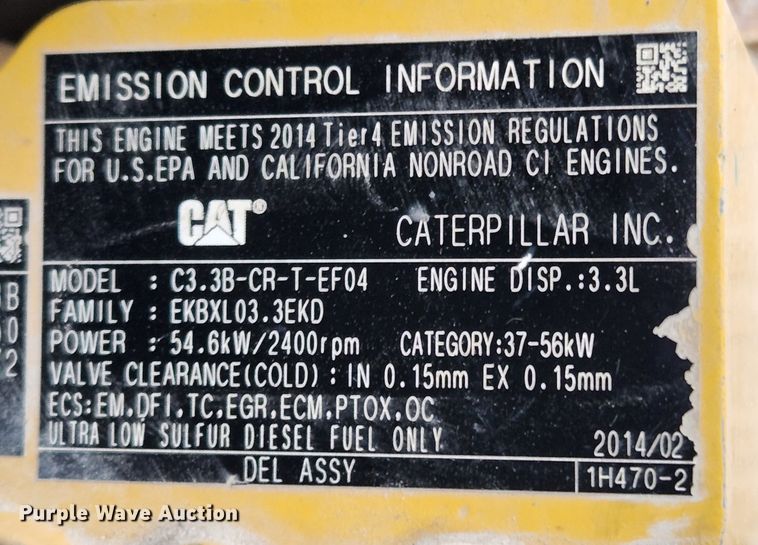 EMISSION CONTROL INFORMATION
THIS ENGINE MEETS 2014 Tier4 EMISSION REGULATIONS
FOR U.S.EPA AND CALIFORNIA NONROAD CI ENGINES.
CAT® CATERPILLAR INC.
MODEL : C3.3B-CR-T-EF04 ENGINE DISP.:3.3L
FAMILY : EKBXL03.3EKD
POWER : 54.6kW/2400rpm CATEGORY:37-56kW
VALVE CLEARANCE(COLD) : IN 0.15mm EX 0.15mm
ECS:EM,DFI,TC,EGR,ECM,PTOX,OC
ULTRA LOW SULFUR DIESEL FUEL ONLY 2014/02
DEL ASSY 1H470-2
Purple Wave Auction